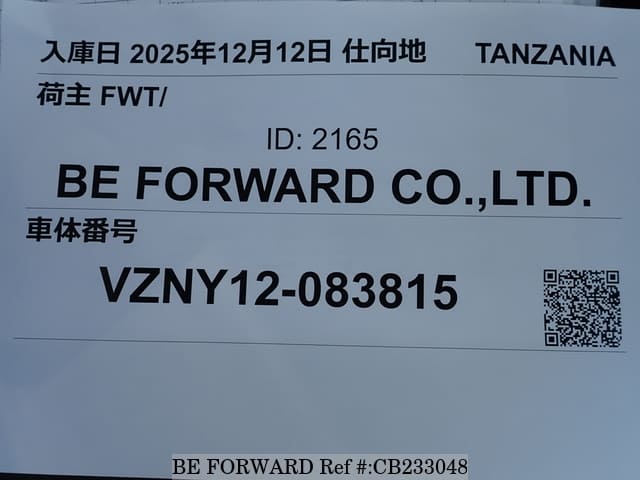 入庫日 2025年12月12日 仕向地 TANZANIA
荷主 FWT/
ID: 2165
BE FORWARD CO.,LTD.
車体番号
VZNY12-083815
BE FORWARD Ref #:CB233048